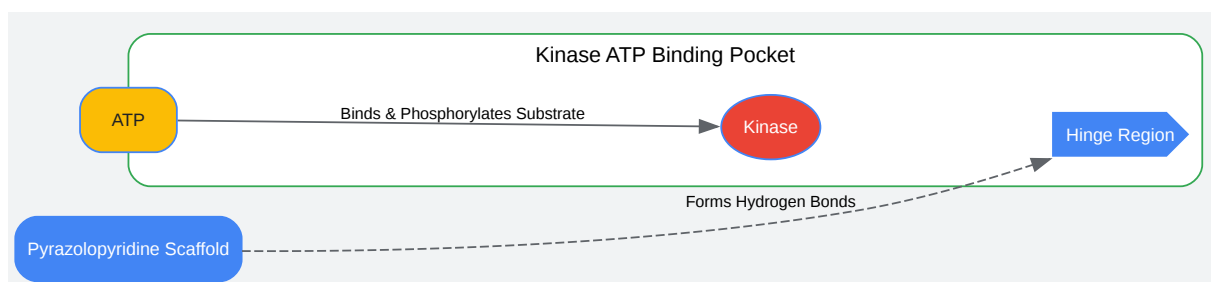 Kinase ATP Binding Pocket
ATP
Binds & Phosphorylates Substrate
Kinase
Hinge Region
Forms Hydrogen Bonds
Pyrazolopyridine Scaffold